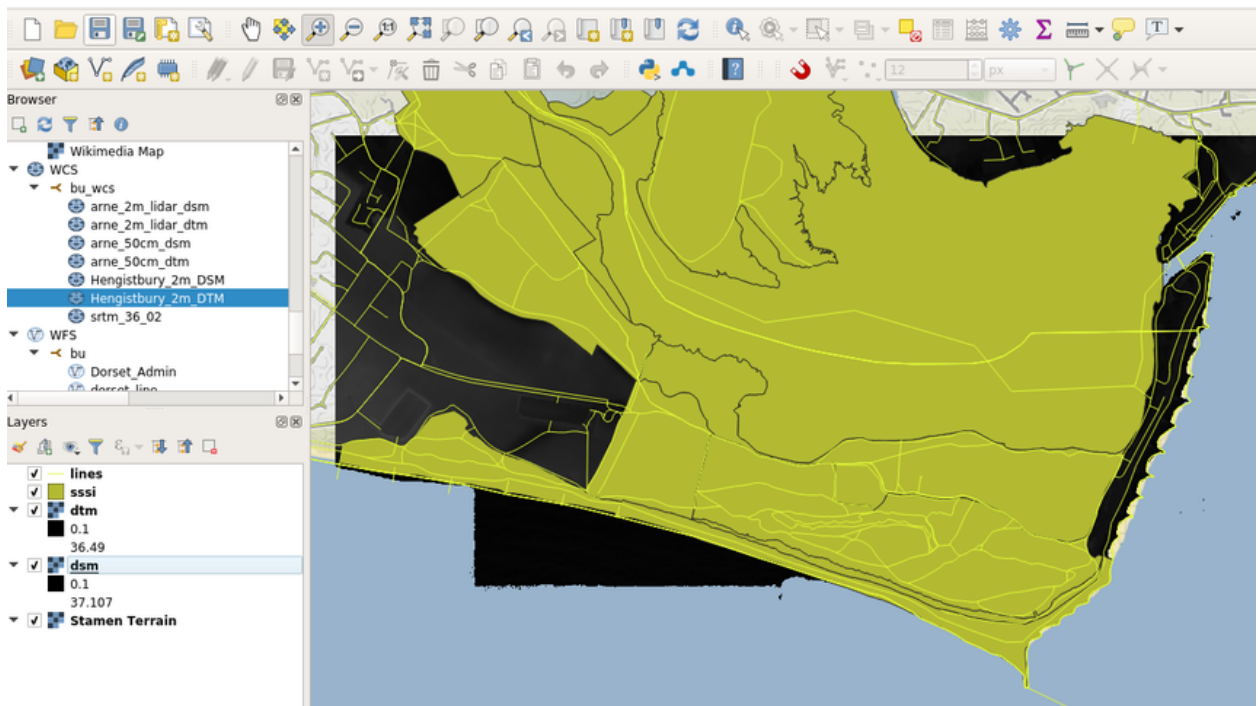 12
px
Browser
Wikimedia Map
WCS
bu_wcs
arne_2m_lidar_dsm
arne_2m_lidar_dtm
arne_50cm_dsm
arne_50cm_dtm
Hengistbury_2m_DSM
Hengistbury_2m_DTM
srtm_36_02
WFS
bu
Dorset_Admin
dorset_line
Layers
lines
sssi
dtm
0.1
36.49
dsm
0.1
37.107
Stamen Terrain